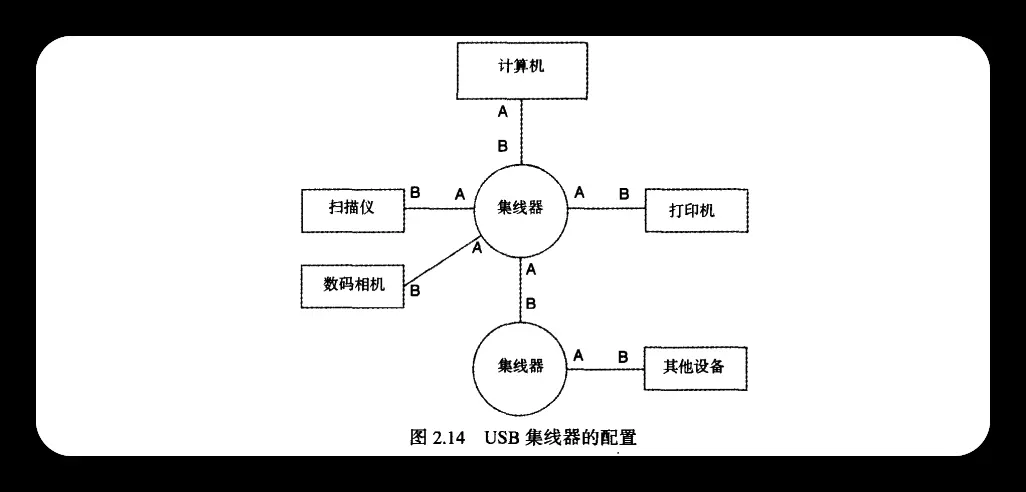 计算机
A
B
B A 集线器 A B
扫描仪
打印机
A
数码相机
B
A
B
集线器 A B
其他设备
图 2.14 USB 集线器的配置